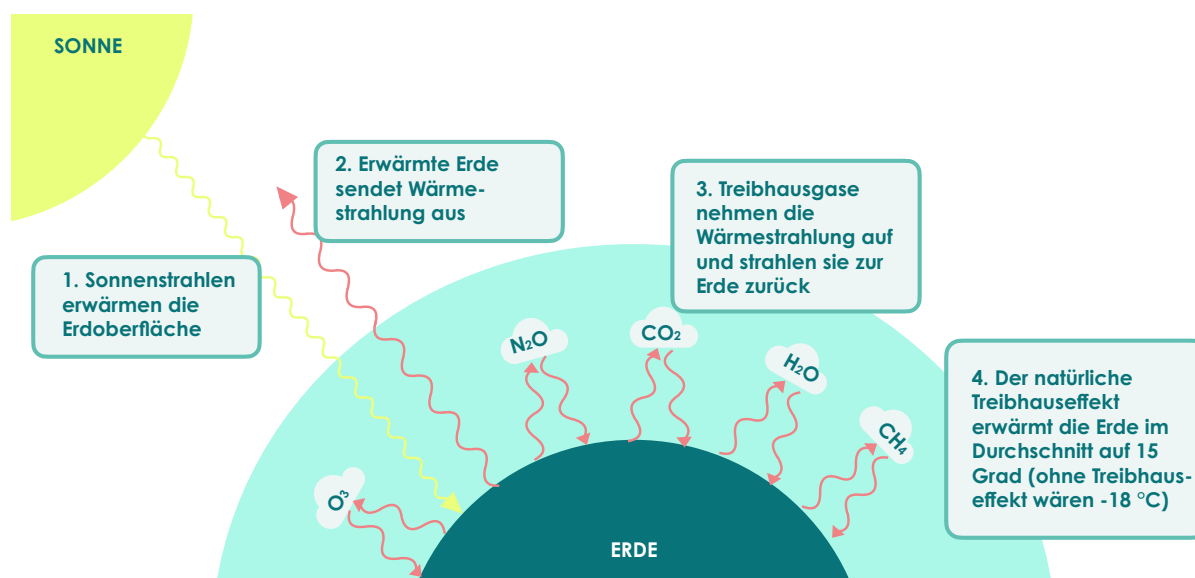 SONNE
1. Sonnenstrahlen
erwärmen die
Erdoberfläche
2. Erwärmte Erde
sendet Wärme-
strahlung aus
3. Treibhausgase
nehmen die
Wärmestrahlung auf
und strahlen sie zur
Erde zurück
4. Der natürliche
Treibhauseffekt
erwärmt die Erde im
Durchschnitt auf 15
Grad (ohne Treibhaus-
effekt wären -18 °C)
O³
N₂O
CO₂
H₂O
CH₄
ERDE